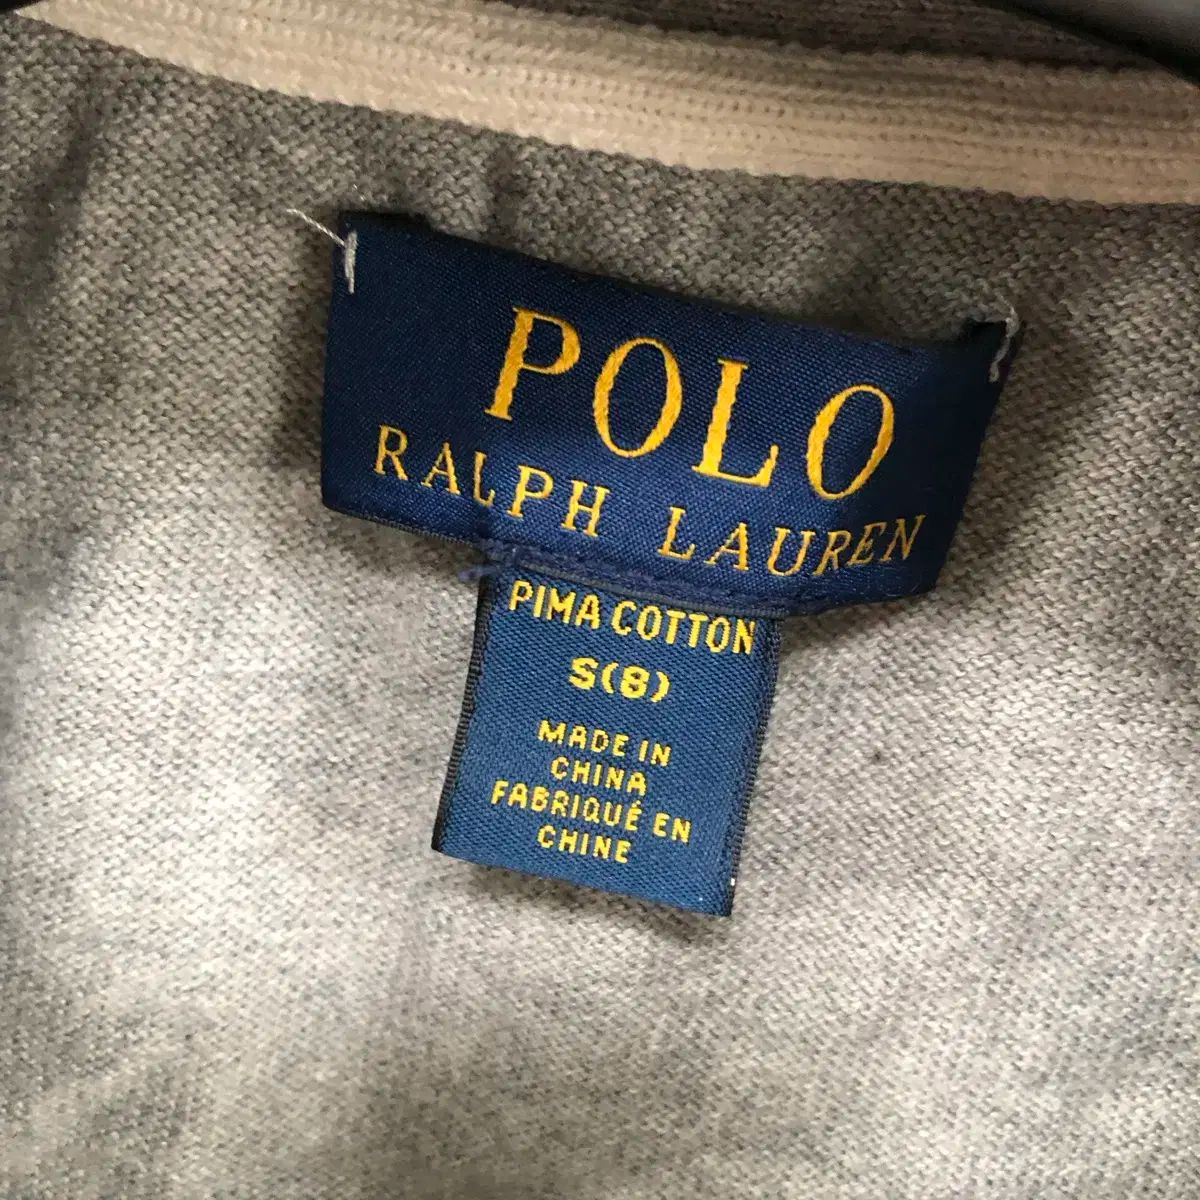 POLO
RALPH LAUREN
PIMA COTTON
S(8)
MADE IN
CHINA
FABRIQUÉ EN
CHINE